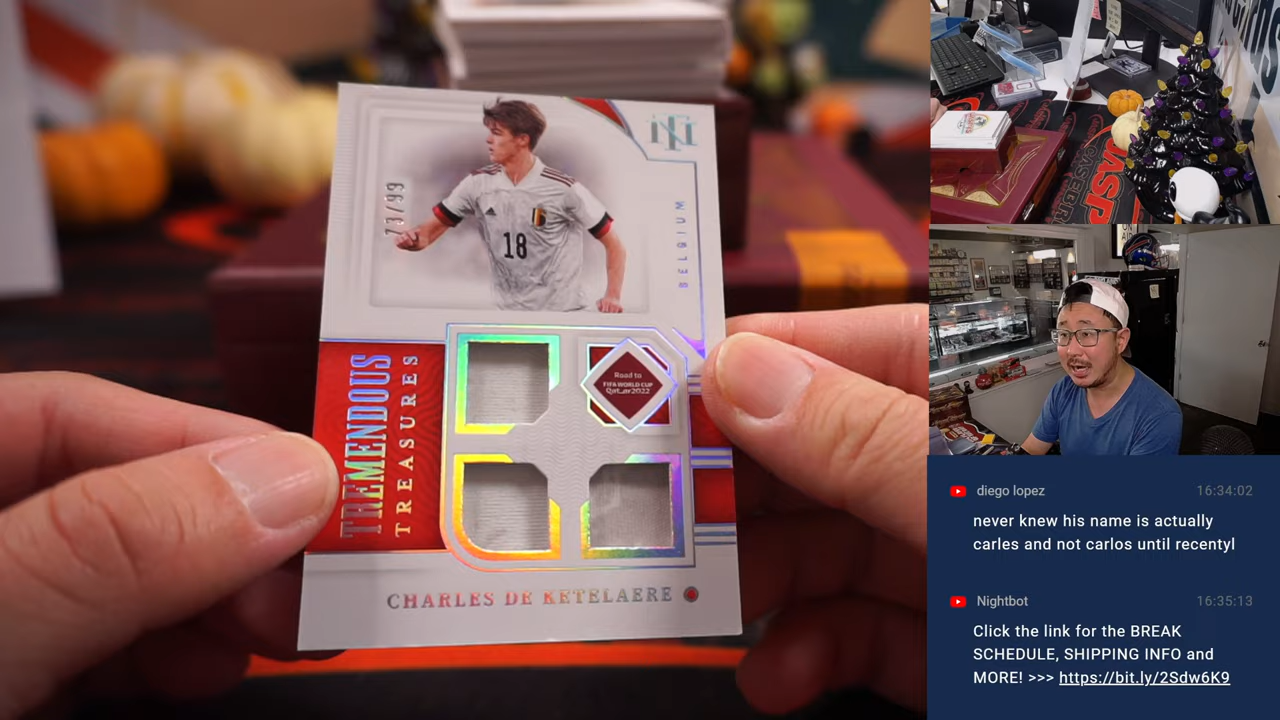 73/99
BELGIUM
18
TREMENDOUS
TREASURES
Road to
FIFA WORLD CUP
Qatar2022
CHARLES DE KETELAERE
diego lopez
16:34:02
never knew his name is actually
carles and not carlos until recentyl
Nightbot
16:35:13
Click the link for the BREAK
SCHEDULE, SHIPPING INFO and
MORE! >>> https://bit.ly/2Sdw6K9